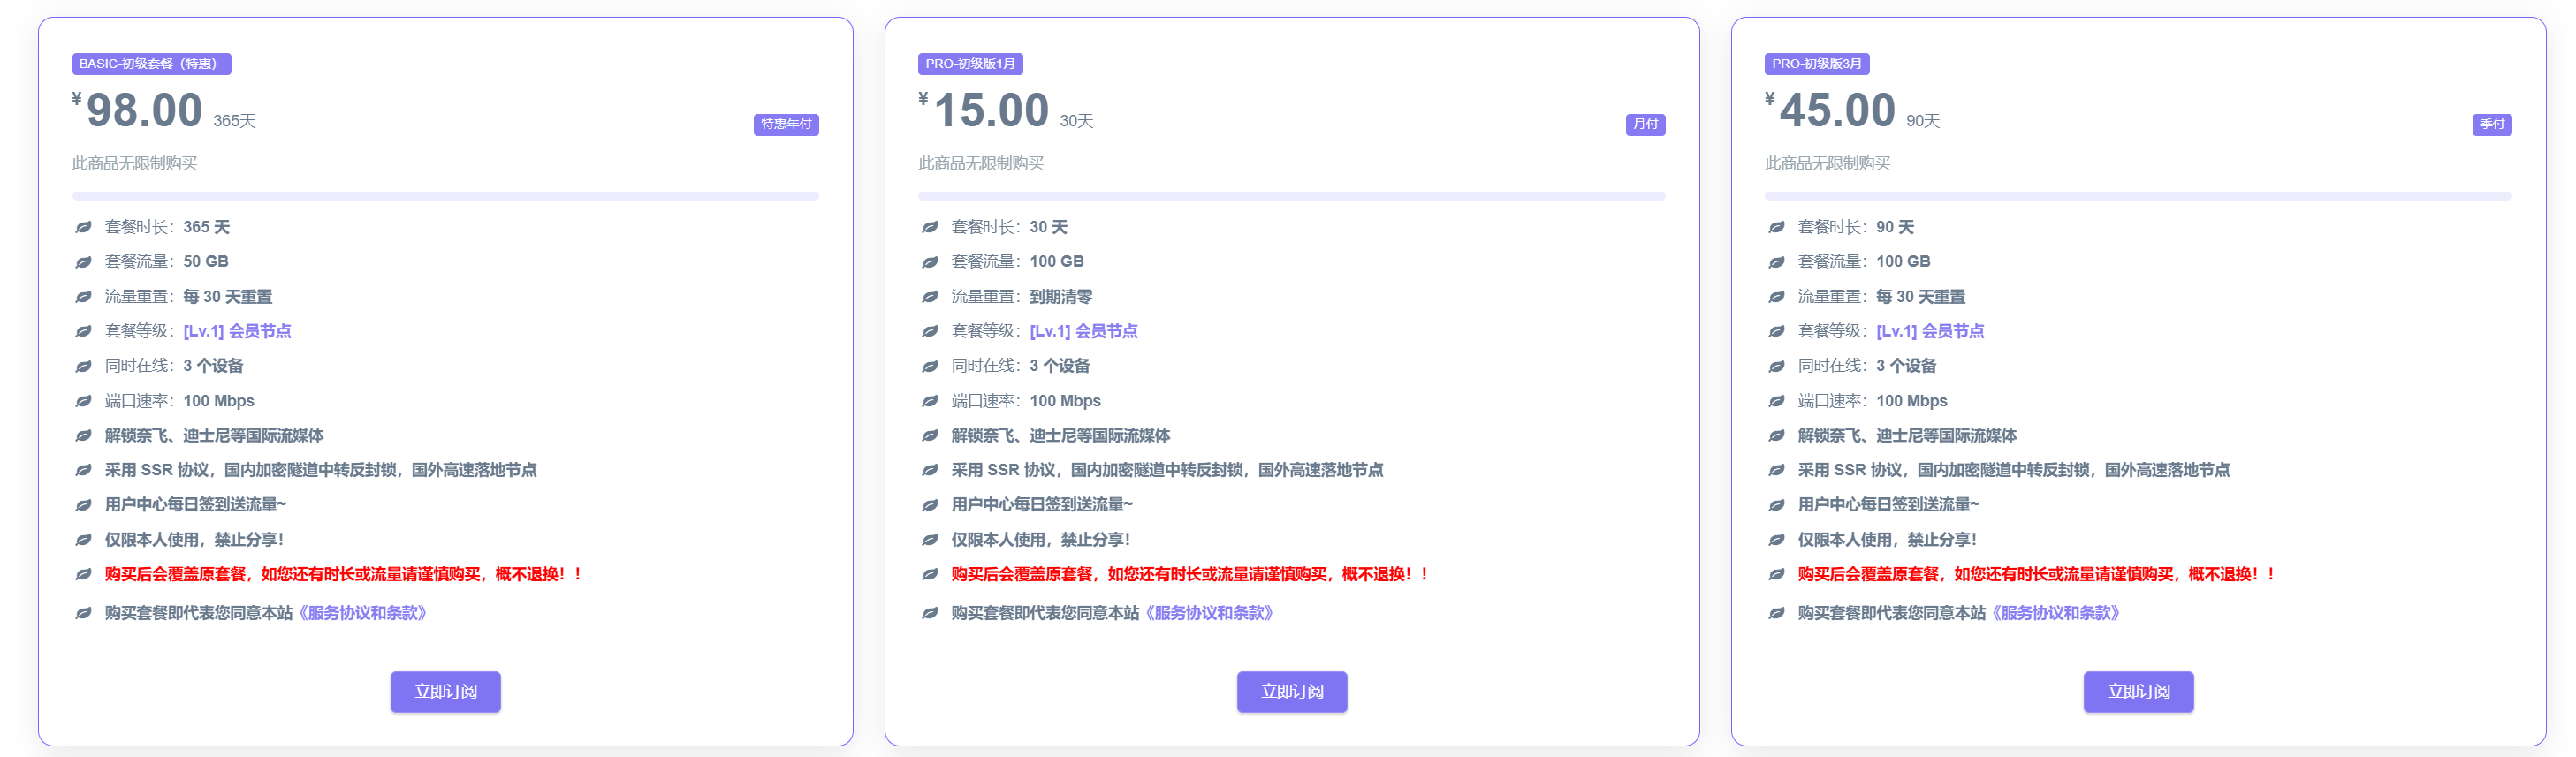 BASIC-初级套餐（特惠）
¥98.00 365天
特惠年付
此商品无限制购买
套餐时长：365 天
套餐流量：50 GB
流量重置：每 30 天重置
套餐等级：[Lv.1] 会员节点
同时在线：3 个设备
端口速率：100 Mbps
解锁奈飞、迪士尼等国际流媒体
采用 SSR 协议，国内加密隧道中转反封锁，国外高速落地节点
用户中心每日签到送流量~
仅限本人使用，禁止分享！
购买后会覆盖原套餐，如您还有时长或流量请谨慎购买，概不退换！！
购买套餐即代表您同意本站《服务协议和条款》
立即订阅
PRO-初级版1月
¥15.00 30天
月付
此商品无限制购买
套餐时长：30 天
套餐流量：100 GB
流量重置：到期清零
套餐等级：[Lv.1] 会员节点
同时在线：3 个设备
端口速率：100 Mbps
解锁奈飞、迪士尼等国际流媒体
采用 SSR 协议，国内加密隧道中转反封锁，国外高速落地节点
用户中心每日签到送流量~
仅限本人使用，禁止分享！
购买后会覆盖原套餐，如您还有时长或流量请谨慎购买，概不退换！！
购买套餐即代表您同意本站《服务协议和条款》
立即订阅
PRO-初级版3月
¥45.00 90天
季付
此商品无限制购买
套餐时长：90 天
套餐流量：100 GB
流量重置：每 30 天重置
套餐等级：[Lv.1] 会员节点
同时在线：3 个设备
端口速率：100 Mbps
解锁奈飞、迪士尼等国际流媒体
采用 SSR 协议，国内加密隧道中转反封锁，国外高速落地节点
用户中心每日签到送流量~
仅限本人使用，禁止分享！
购买后会覆盖原套餐，如您还有时长或流量请谨慎购买，概不退换！！
购买套餐即代表您同意本站《服务协议和条款》
立即订阅